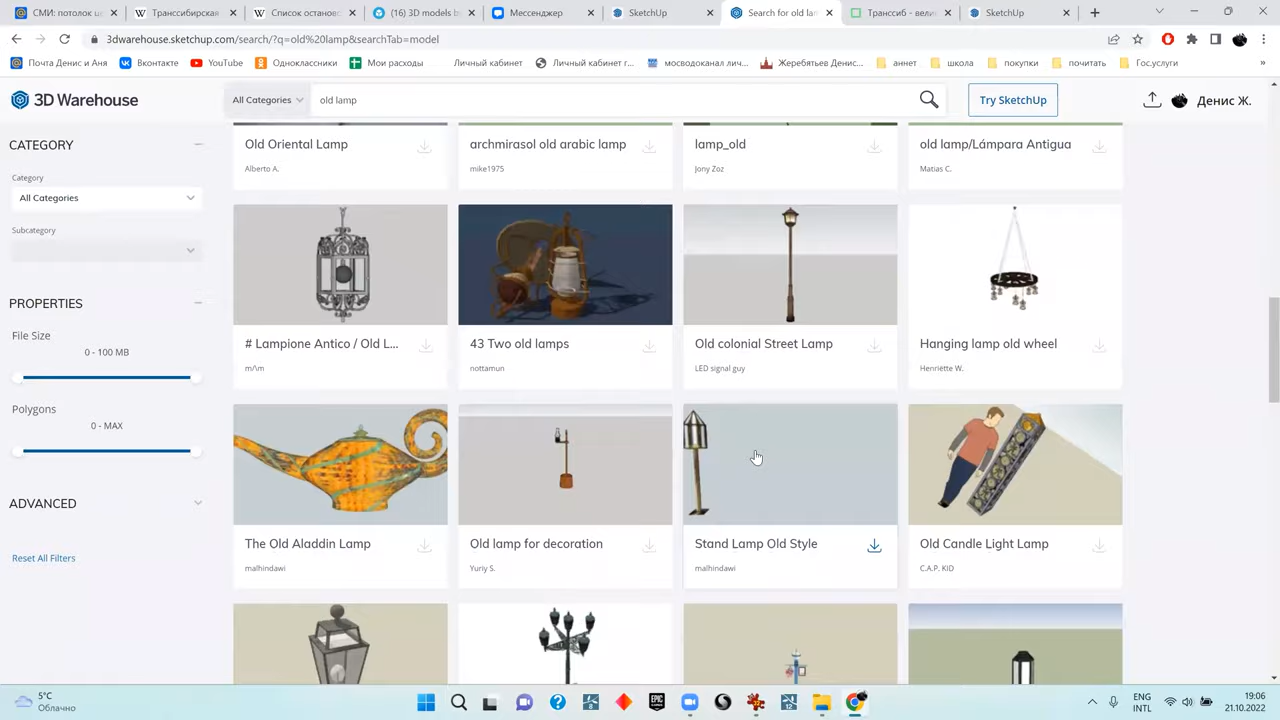 СМИ: потолок це
Транссибирская
Список останов
(16) 3D models b
Мессенджер
SketchUp
Search for old la
Транссиб - вели
SketchUp
3dwarehouse.sketchup.com/search/?q=old%20lamp&searchTab=model
Почта Денис и Аня
Вконтакте
YouTube
Одноклассники
Мои расходы
Личный кабинет
Личный кабинет г...
мосводоканал лич...
Жеребятьев Денис...
аннет
школа
покупки
почитать
Гос.услуги
»
3D Warehouse
All Categories
old lamp
Try SketchUp
Денис Ж.
CATEGORY
Category
All Categories
Subcategory
PROPERTIES
File Size
0 - 100 MB
Polygons
0 - MAX
ADVANCED
Reset All Filters
Old Oriental Lamp
Alberto A.
archmirasol old arabic lamp
mike1975
lamp_old
Jony Zoz
old lamp/Lámpara Antigua
Matias C.
# Lampione Antico / Old L...
m/\m
43 Two old lamps
nottamun
Old colonial Street Lamp
LED signal guy
Hanging lamp old wheel
Henriëtte W.
The Old Aladdin Lamp
malhindawi
Old lamp for decoration
Yuriy S.
Stand Lamp Old Style
malhindawi
Old Candle Light Lamp
C.A.P. KID
5°C
Облачно
ENG
INTL
19:06
21.10.2022